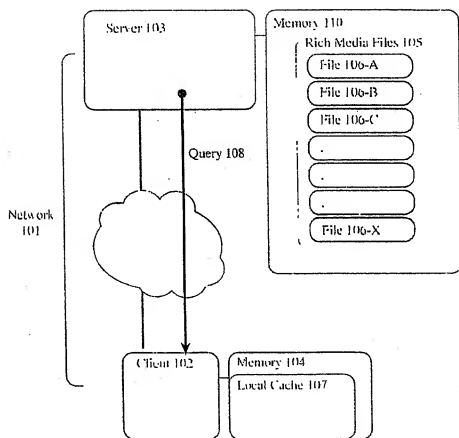 Server 103
Memory 110
Rich Media Files 105
File 106-A
File 106-B
File 106-C
.
.
.
File 106-X
Query 108
Network
101
Client 102
Memory 104
Local Cache 107